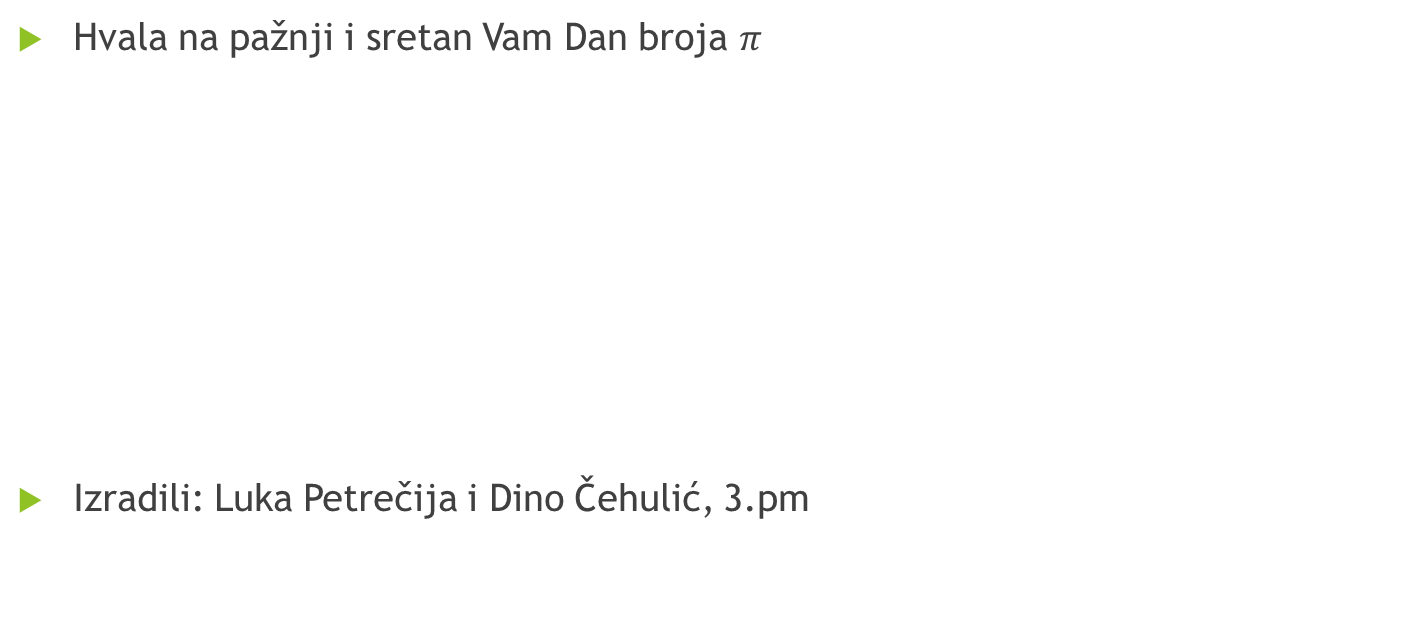 Hvala na pažnji i sretan Vam Dan broja 𝜋
Izradili: Luka Petrečija i Dino Čehulić, 3.pm